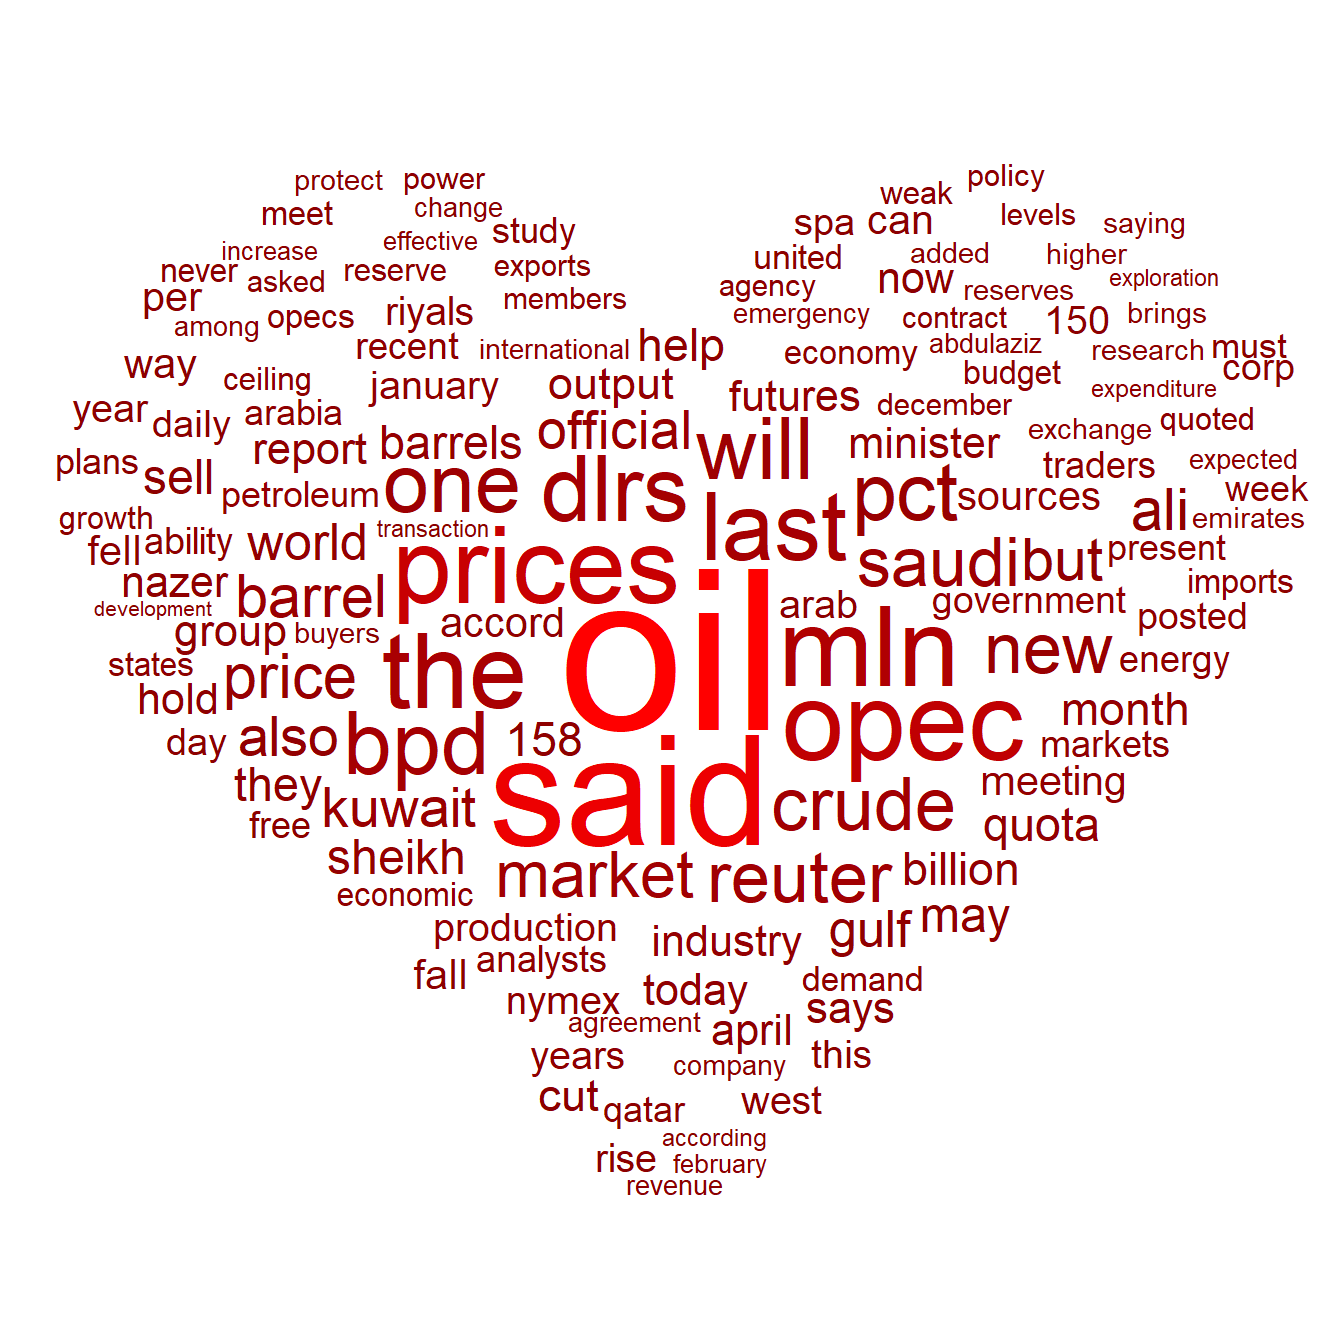 protect power
meet change
increase effective study
never asked reserve exports
per among opecs riyals members
recent international help
way ceiling january output
year daily arabia barrels official
plans sell report
petroleum one dlrs
growth transaction
fell ability world prices
nazer barrel
development
group buyers accord
states price the oil
hold
day also bpd 158
they kuwait said
free
sheikh market reuter billion
economic
production industry gulf may
fall analysts
nymex today demand
agreement april says
years company this
cut qatar west
according
rise february
revenue
weak policy
spa can levels saying
united added higher
agency now reserves exploration
emergency contract 150 brings
economy abdulaziz research must
budget corp
futures december expenditure
will minister exchange quoted
last pct sources traders expected
week
ali emirates
saudi but present
arab government imports
mln new posted
energy
opec month
markets
crude meeting
quota